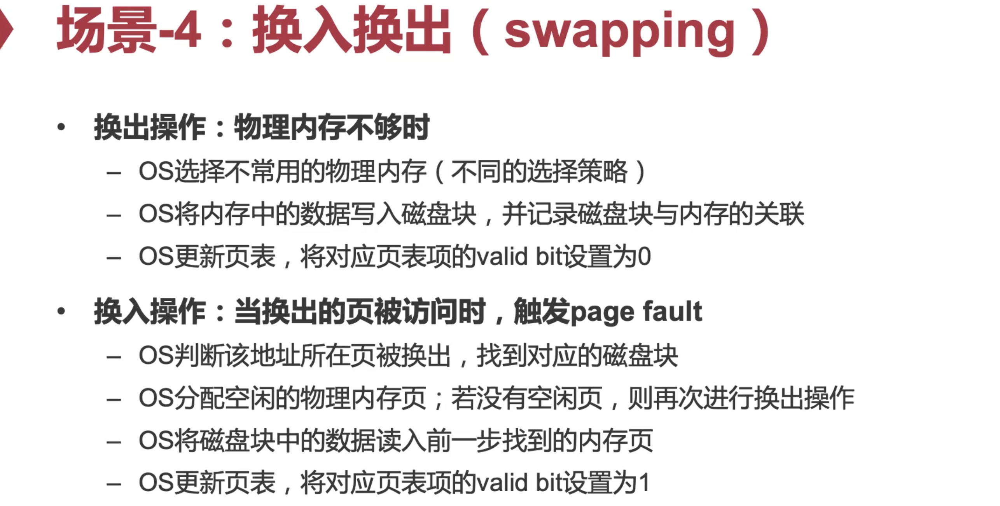 场景-4：换入换出（swapping）
• 换出操作：物理内存不够时
– OS选择不常用的物理内存（不同的选择策略）
– OS将内存中的数据写入磁盘块，并记录磁盘块与内存的关联
– OS更新页表，将对应页表项的valid bit设置为0
• 换入操作：当换出的页被访问时，触发page fault
– OS判断该地址所在页被换出，找到对应的磁盘块
– OS分配空闲的物理内存页；若没有空闲页，则再次进行换出操作
– OS将磁盘块中的数据读入前一步找到的内存页
– OS更新页表，将对应页表项的valid bit设置为1